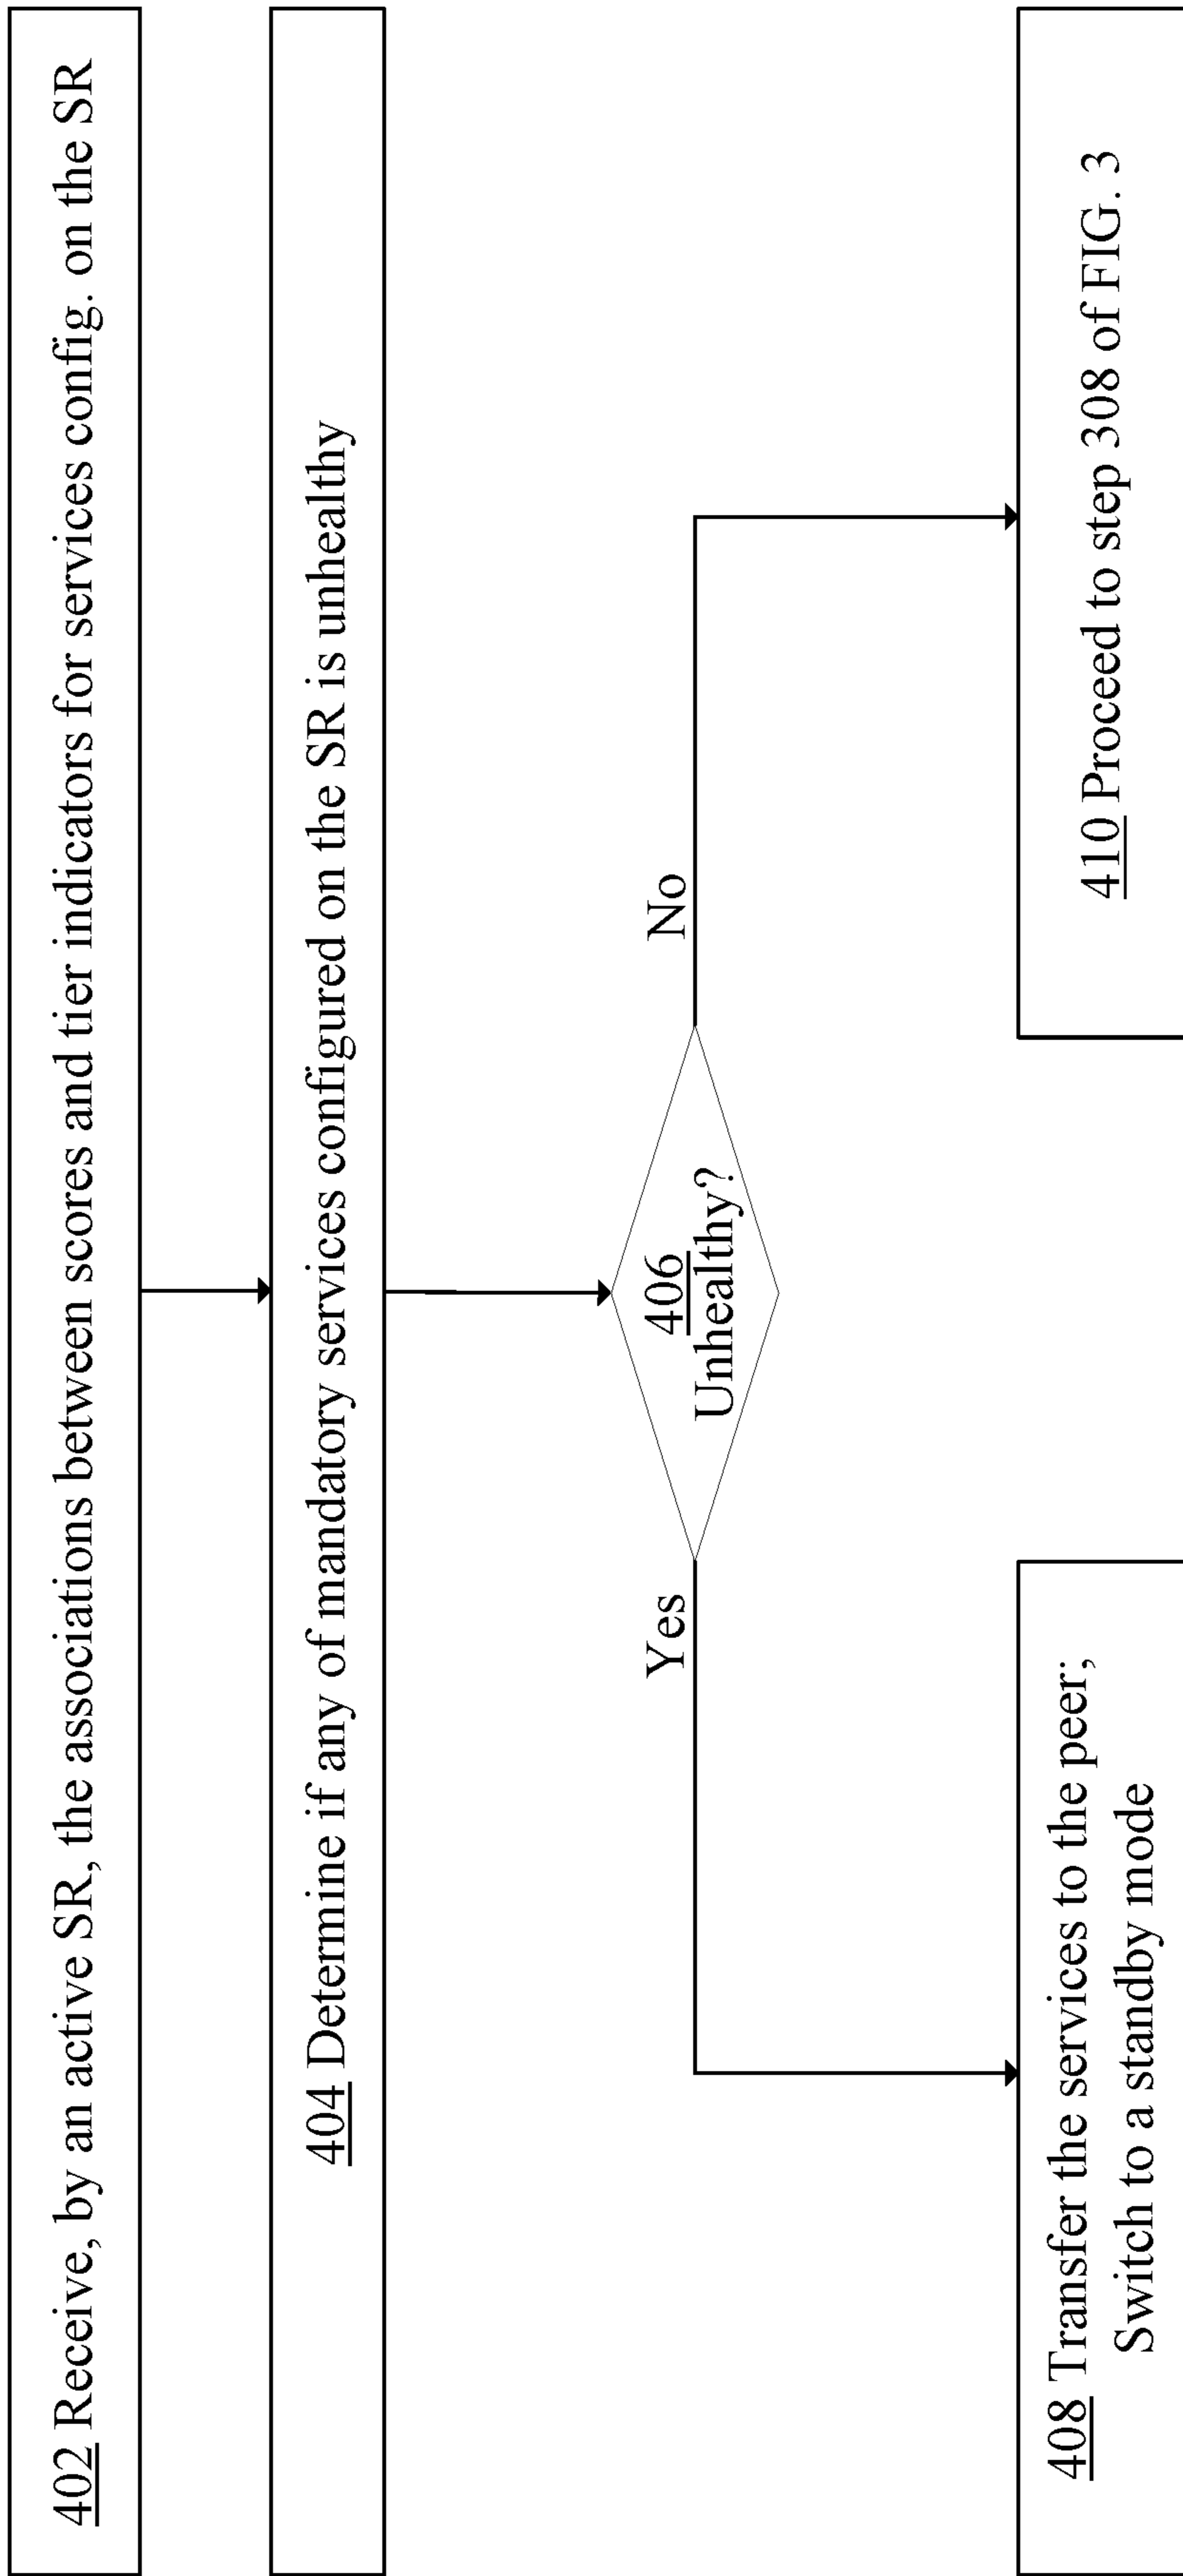 402 Receive, by an active SR, the associations between scores and tier indicators for services config. on the SR
404 Determine if any of mandatory services configured on the SR is unhealthy
406
Unhealthy?
Yes
No
408 Transfer the services to the peer;
Switch to a standby mode
410 Proceed to step 308 of FIG. 3